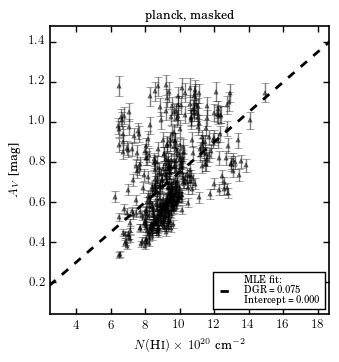 planck, masked
1.4
1.2
1.0
0.8
0.6
0.4
0.2
A_V [mag]
MLE fit:
DGR = 0.075
Intercept = 0.000
4 6 8 10 12 14 16 18
N(HI) × 10^20 cm^−2